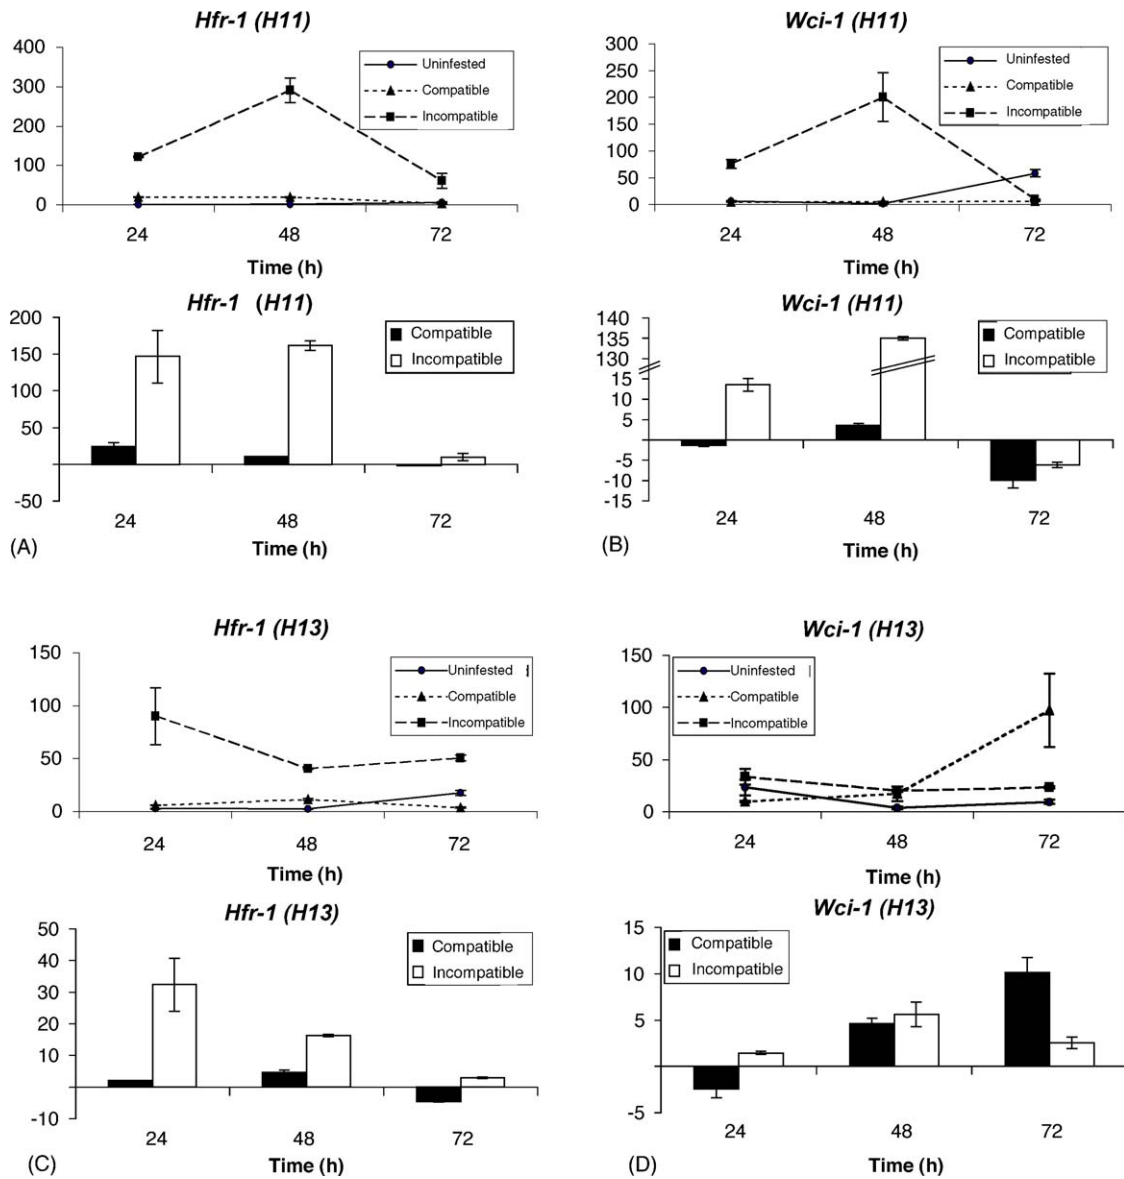 Hfr-1 (H11)
400
300
200
100
0
Uninfested
Compatible
Incompatible
24 48 72
Time (h)
Wci-1 (H11)
300
250
200
150
100
50
0
Uninfested
Compatible
Incompatible
24 48 72
Time (h)
Hfr-1 (H11)
200
150
100
50
-50
Compatible
Incompatible
24 48 72
Time (h)
(A)
Wci-1 (H11)
140
135
130
15
10
5
-5
-10
-15
Compatible
Incompatible
24 48 72
Time (h)
(B)
Hfr-1 (H13)
150
100
50
0
Uninfested
Compatible
Incompatible
24 48 72
Time (h)
Wci-1 (H13)
150
100
50
0
Uninfested
Compatible
Incompatible
24 48 72
Time (h)
Hfr-1 (H13)
50
40
30
20
10
0
-10
Compatible
Incompatible
24 48 72
Time (h)
(C)
Wci-1 (H13)
15
10
5
-5
Compatible
Incompatible
24 48 72
Time (h)
(D)